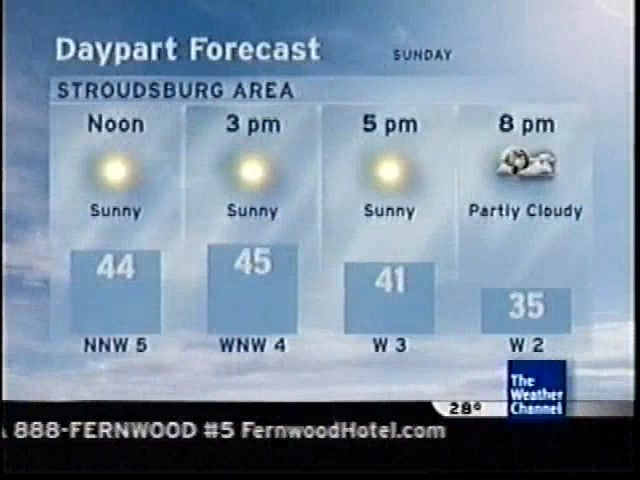 Daypart Forecast SUNDAY
STROUDSBURG AREA
Noon 3 pm 5 pm 8 pm
Sunny Sunny Sunny Partly Cloudy
44 45 41 35
NNW 5 WNW 4 W 3 W 2
The
Weather
Channel
28°
888-FERNWOOD #5 FernwoodHotel.com